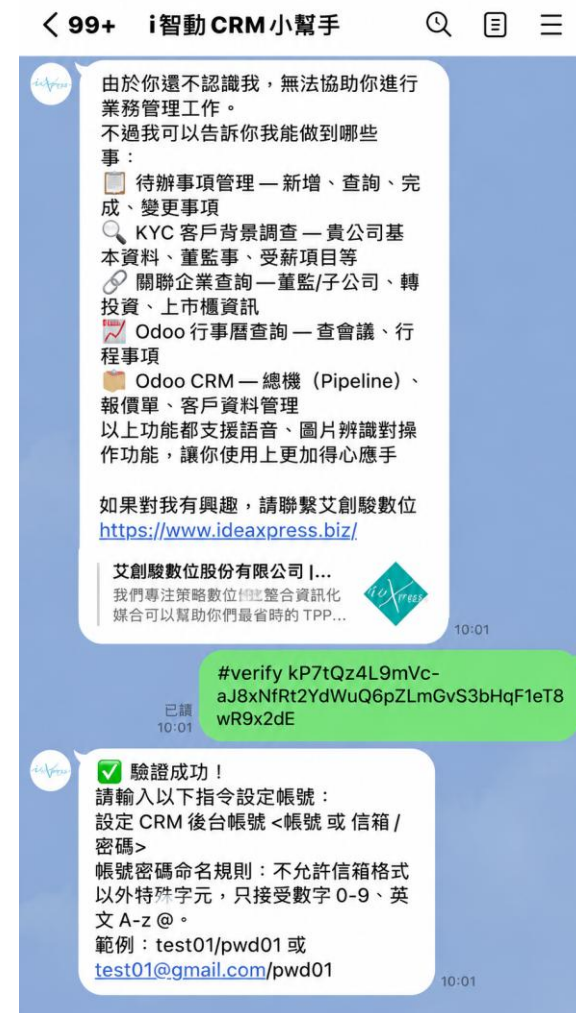 99+ i智動CRM小幫手
由於你還不認識我,無法協助你進行
業務管理工作。
不過我可以告訴你我能做到哪些
事:
待辦事項管理 — 新增、查詢、完
成、變更事項
KYC 客戶背景調查 — 貴公司基
本資料、董監事、受薪項目等
關聯企業查詢 — 董監/子公司、轉
投資、上市櫃資訊
Odoo 行事曆查詢 — 查會議、行
程事項
Odoo CRM — 總機(Pipeline)、
報價單、客戶資料管理
以上功能都支援語音、圖片辨識對操
作功能,讓你使用上更加得心應手
如果對我有興趣,請聯繫艾創駿數位
https://www.ideaxpress.biz/
艾創駿數位股份有限公司 |...
我們專注策略數位整合資訊化
媒合可以幫助你們最省時的 TPP...
10:01
#verify kP7tQz4L9mVc-
aJ8xNfRt2YdWuQ6pZLmGvS3bHqF1eT8
wR9x2dE
已讀
10:01
驗證成功!
請輸入以下指令設定帳號:
設定 CRM 後台帳號 <帳號 或 信箱 /
密碼>
帳號密碼命名規則:不允許信箱格式
以外特殊字元,只接受數字 0-9、英
文 A-z @。
範例:test01/pwd01 或
test01@gmail.com/pwd01
10:01